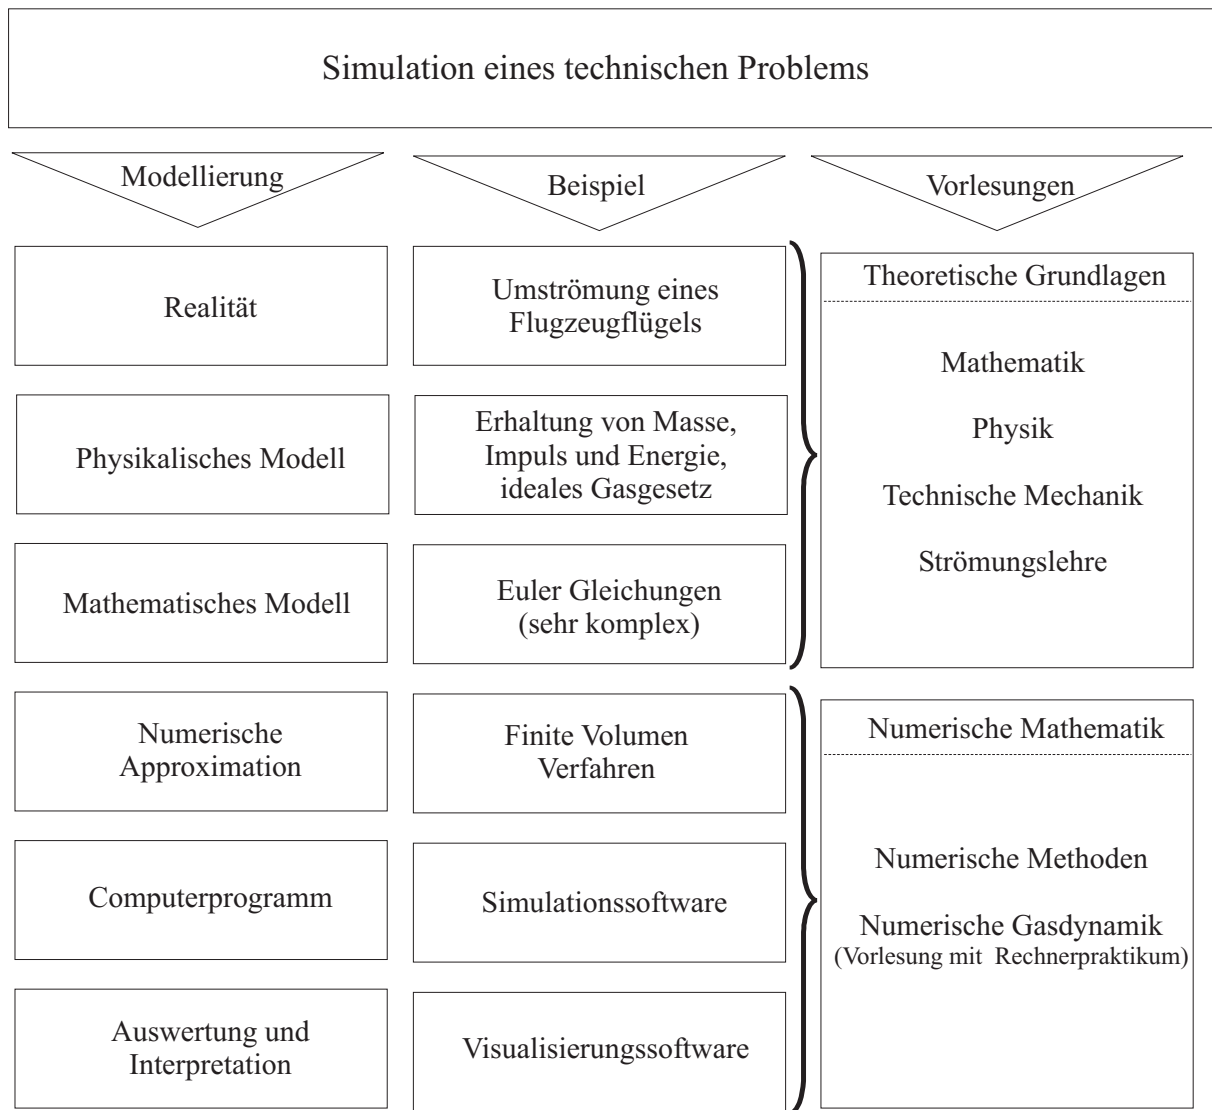 Simulation eines technischen Problems
Modellierung
Beispiel
Vorlesungen
Realität
Umströmung eines
Flugzeugflügels
Theoretische Grundlagen
Mathematik
Physik
Technische Mechanik
Strömungslehre
Physikalisches Modell
Erhaltung von Masse,
Impuls und Energie,
ideales Gasgesetz
Mathematisches Modell
Euler Gleichungen
(sehr komplex)
Numerische
Approximation
Finite Volumen
Verfahren
Numerische Mathematik
Numerische Methoden
Numerische Gasdynamik
(Vorlesung mit Rechnerpraktikum)
Computerprogramm
Simulationssoftware
Auswertung und
Interpretation
Visualisierungssoftware